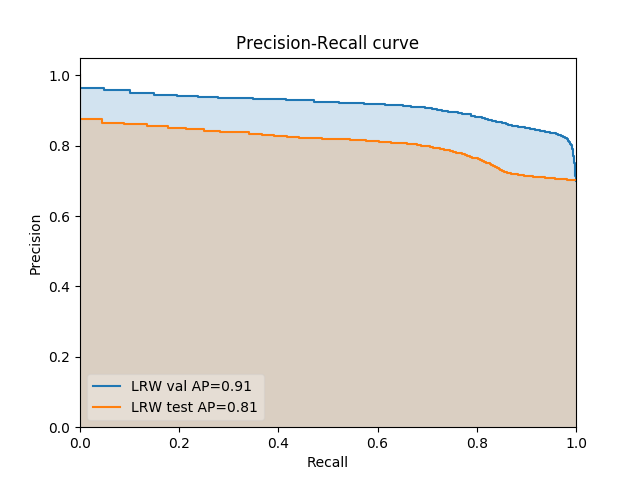 Precision-Recall curve
1.0
0.8
0.6
0.4
0.2
0.0
Precision
LRW val AP=0.91
LRW test AP=0.81
0.0 0.2 0.4 0.6 0.8 1.0
Recall